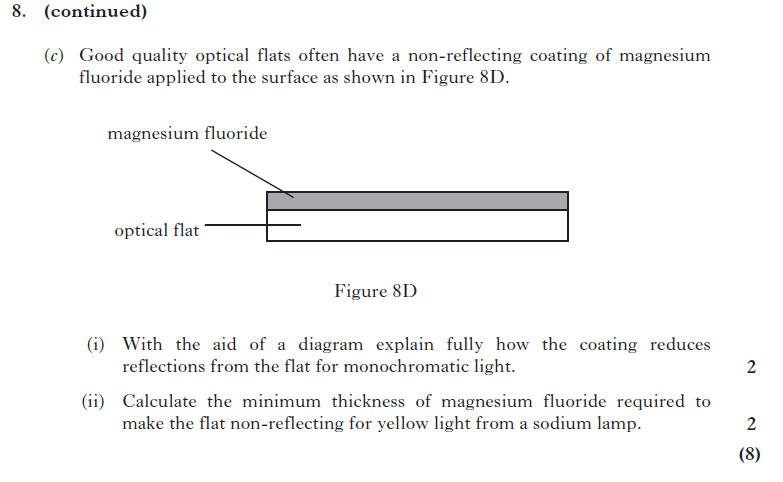 8. (continued)
(c) Good quality optical flats often have a non-reflecting coating of magnesium
fluoride applied to the surface as shown in Figure 8D.
magnesium fluoride
optical flat
Figure 8D
(i) With the aid of a diagram explain fully how the coating reduces
reflections from the flat for monochromatic light. 2
(ii) Calculate the minimum thickness of magnesium fluoride required to
make the flat non-reflecting for yellow light from a sodium lamp. 2
(8)